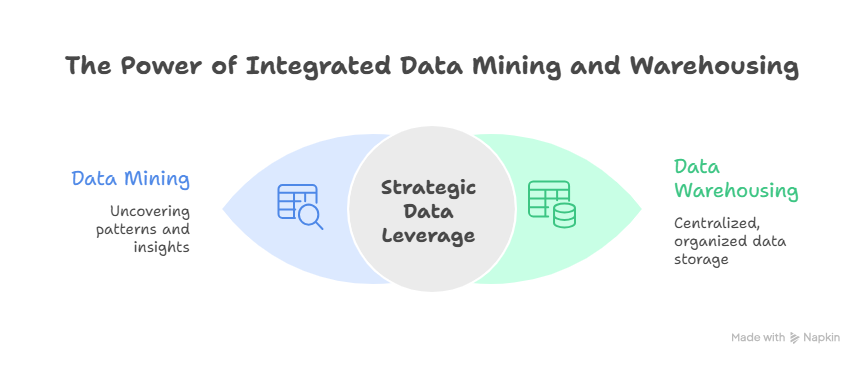 The Power of Integrated Data Mining and Warehousing
Data Mining
Uncovering
patterns and
insights
Strategic
Data
Leverage
Data
Warehousing
Centralized,
organized data
storage
Made with Napkin